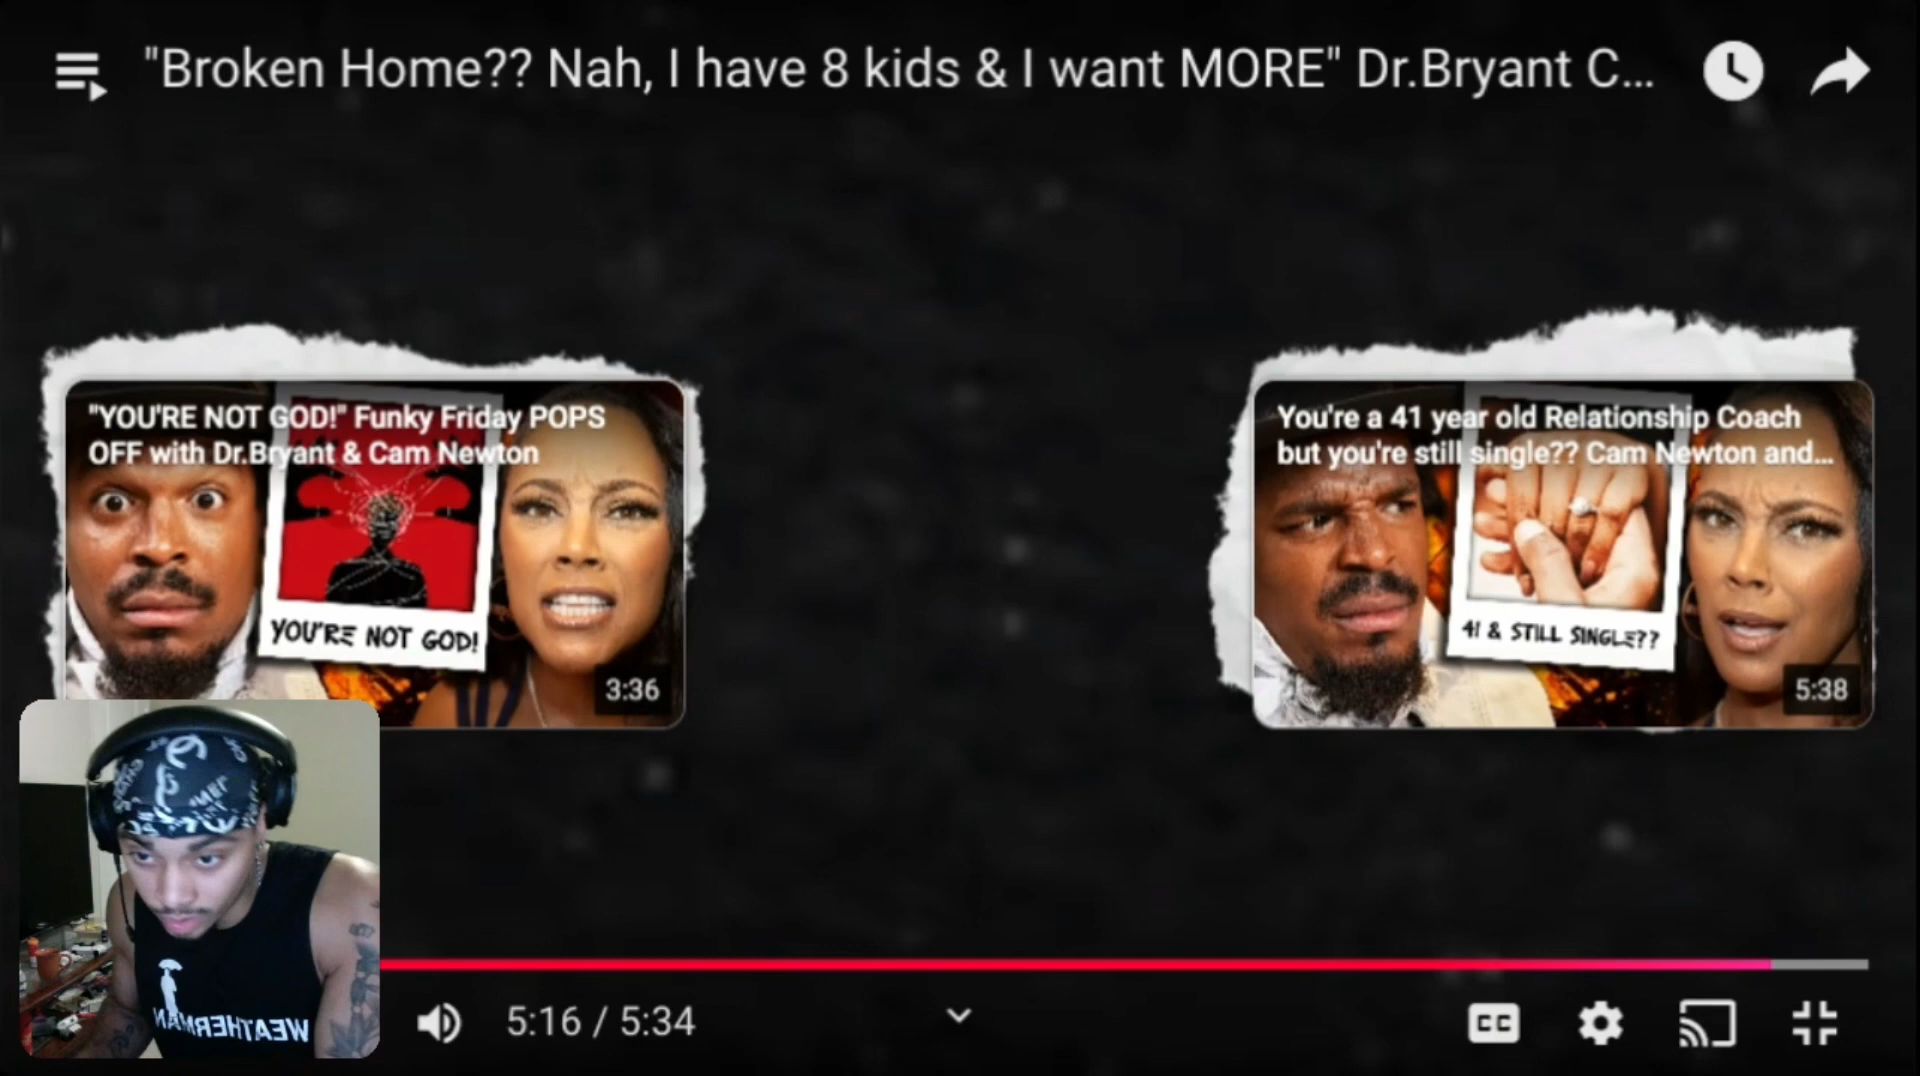 "Broken Home?? Nah, I have 8 kids & I want MORE" Dr.Bryant C...
"YOU'RE NOT GOD!" Funky Friday POPS
OFF with Dr.Bryant & Cam Newton
YOU'RE NOT GOD!
3:36
You're a 41 year old Relationship Coach
but you're still single?? Cam Newton and...
41 & STILL SINGLE??
5:38
WEATHERMAN
5:16 / 5:34
CC